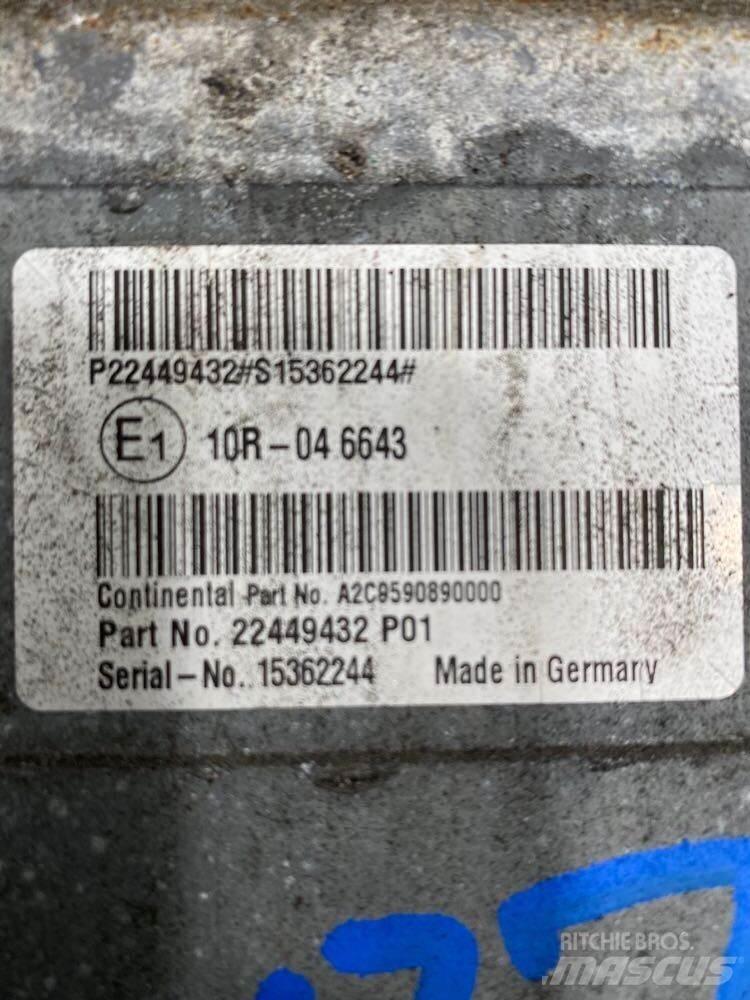 P22449432#S15362244#
E1 10R-04 6643
Continental Part No. A2C9590890000
Part No. 22449432 P01
Serial-No. 15362244 Made in Germany
RITCHIE BROS.
MASCUS